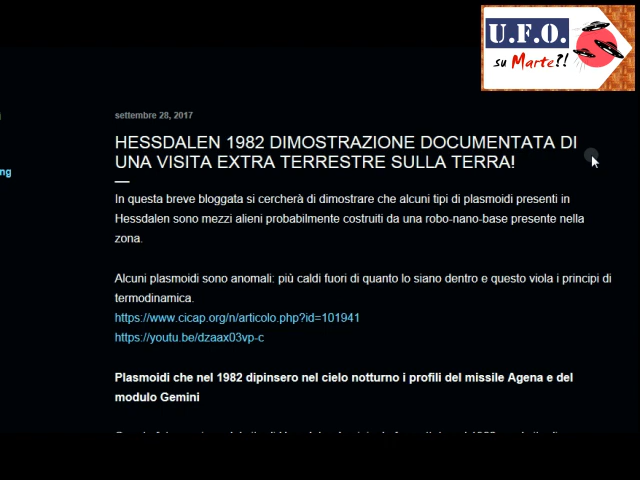 U.F.O.
su Marte?!
settembre 28, 2017
HESSDALEN 1982 DIMOSTRAZIONE DOCUMENTATA DI
UNA VISITA EXTRA TERRESTRE SULLA TERRA!
ng
In questa breve bloggata si cercherà di dimostrare che alcuni tipi di plasmoidi presenti in
Hessdalen sono mezzi alieni probabilmente costruiti da una robo-nano-base presente nella
zona.
Alcuni plasmoidi sono anomali: più caldi fuori di quanto lo siano dentro e questo viola i principi di
termodinamica.
https://www.cicap.org/n/articolo.php?id=101941
https://youtu.be/dzaax03vp-c
Plasmoidi che nel 1982 dipinsero nel cielo notturno i profili del missile Agena e del
modulo Gemini